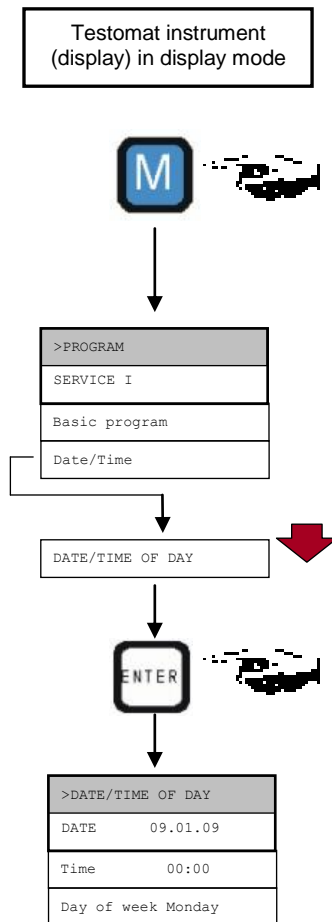 Testomat instrument
(display) in display mode
M
>PROGRAM
SERVICE I
Basic program
Date/Time
DATE/TIME OF DAY
ENTER
>DATE/TIME OF DAY
DATE 09.01.09
Time 00:00
Day of week Monday